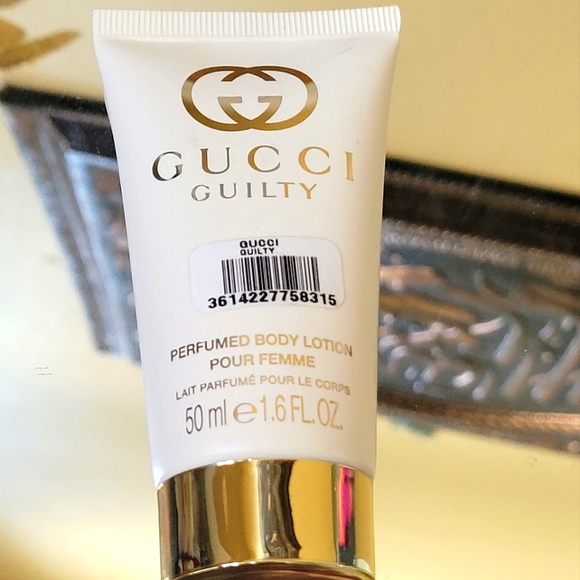 GUCCI
GUILTY
GUCCI
GUILTY
3614227758315
PERFUMED BODY LOTION
POUR FEMME
LAIT PARFUMÉ POUR LE CORPS
50 ml e 1.6 FL.OZ.